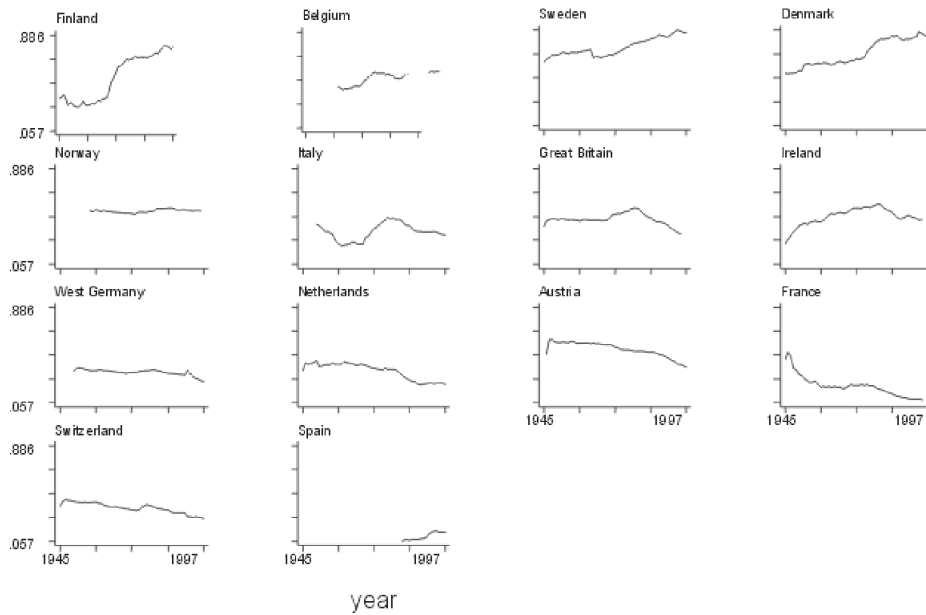 Finland
Belgium
Sweden
Denmark
.886
.057
Norway
Italy
Great Britain
Ireland
.886
.057
West Germany
Netherlands
Austria
France
.886
.057
1945
1997
1945
1997
Switzerland
Spain
.886
.057
1945
1997
1945
1997
year